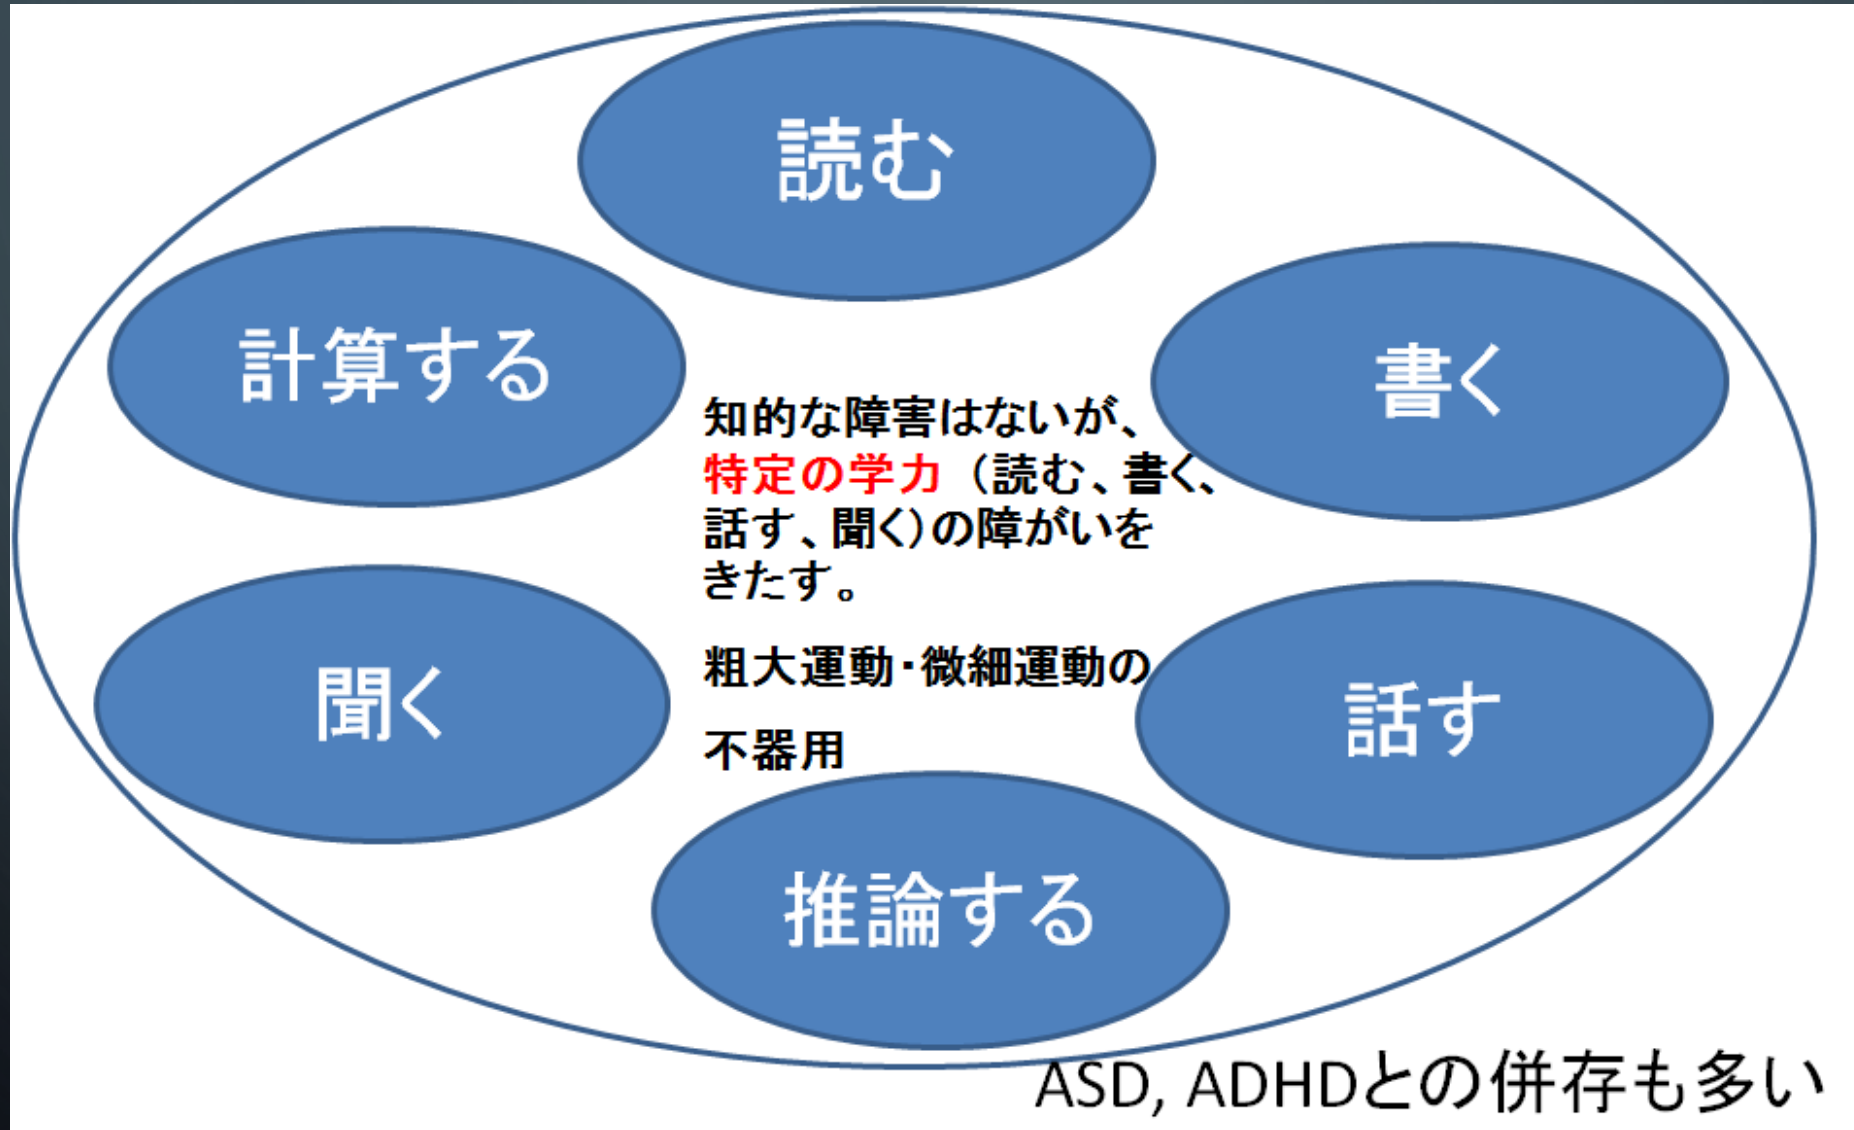 読む
計算する
書く
知的な障害はないが、
特定の学力（読む、書く、
話す、聞く）の障がいを
きたす。
粗大運動・微細運動の
不器用
聞く
話す
推論する
ASD, ADHDとの併存も多い